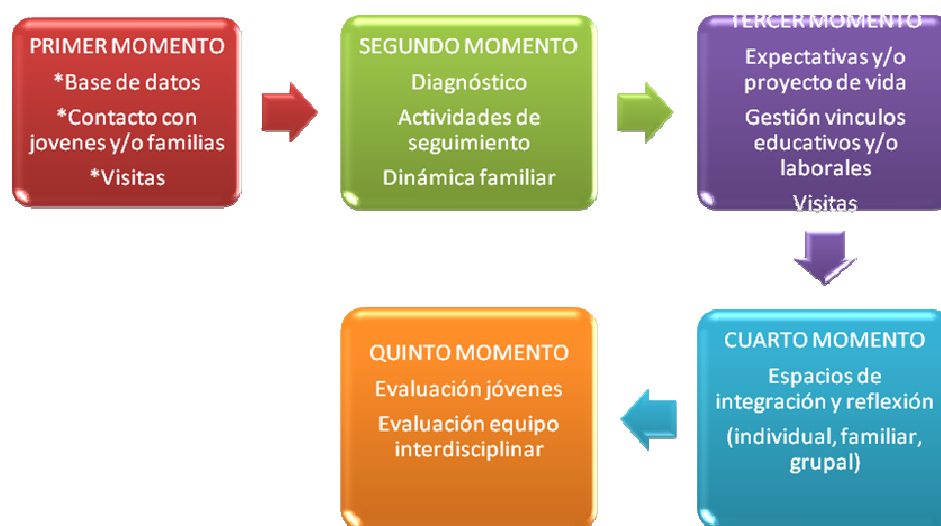 PRIMER MOMENTO
*Base de datos
*Contacto con
jovenes y/o familias
*Visitas
SEGUNDO MOMENTO
Diagnóstico
Actividades de
seguimiento
Dinámica familiar
TERCER MOMENTO
Expectativas y/o
proyecto de vida
Gestión vinculos
educativos y/o
laborales
Visitas
CUARTO MOMENTO
Espacios de
integración y reflexión
(individual, familiar,
grupal)
QUINTO MOMENTO
Evaluación jóvenes
Evaluación equipo
interdisciplinar